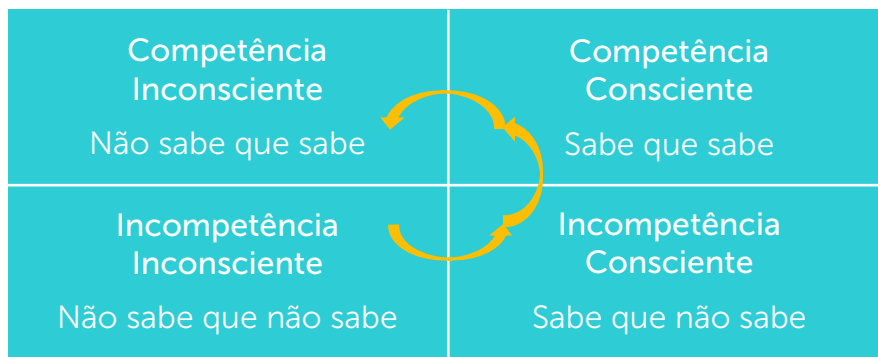 Competência
Inconsciente
Não sabe que sabe
Competência
Consciente
Sabe que sabe
Incompetência
Inconsciente
Não sabe que não sabe
Incompetência
Consciente
Sabe que não sabe